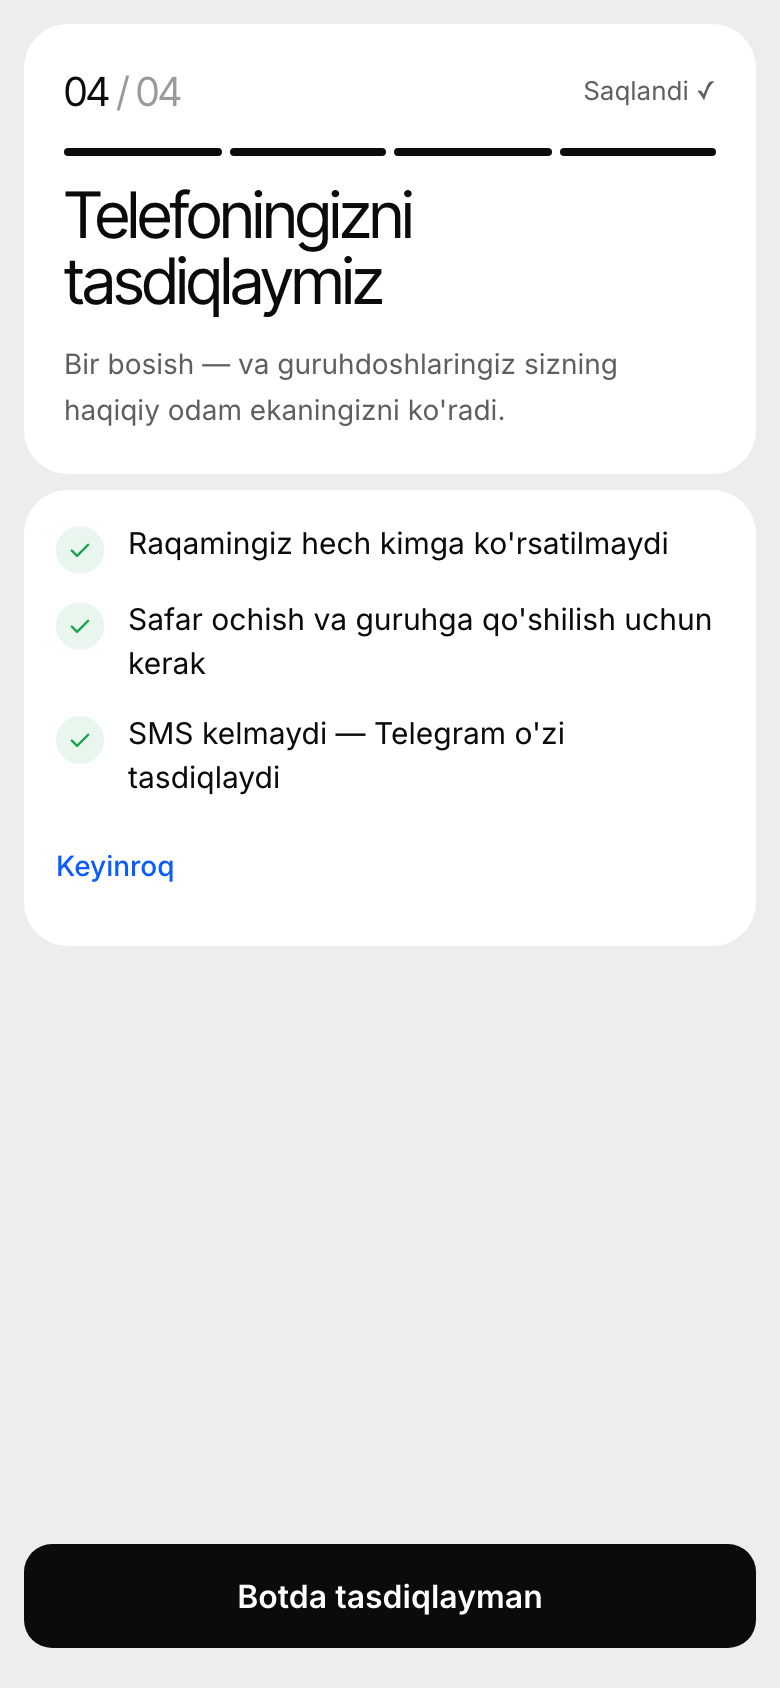 04 / 04
Saqlandi ✓
Telefoningizni
tasdiqlaymiz
Bir bosish — va guruhdoshlaringiz sizning
haqiqiy odam ekaningizni ko'radi.
Raqamingiz hech kimga ko'rsatilmaydi
Safar ochish va guruhga qo'shilish uchun
kerak
SMS kelmaydi — Telegram o'zi
tasdiqlaydi
Keyinroq
Botda tasdiqlayman